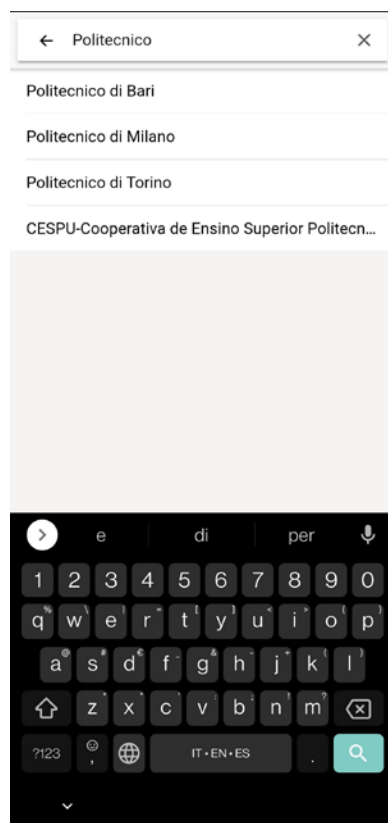 Politecnico
Politecnico di Bari
Politecnico di Milano
Politecnico di Torino
CESPU-Cooperativa de Ensino Superior Politecn...
e di per
1 2 3 4 5 6 7 8 9 0
q w e r t y u i o p
a s d f g h j k l
z x c v b n m
?123 , IT • EN • ES .